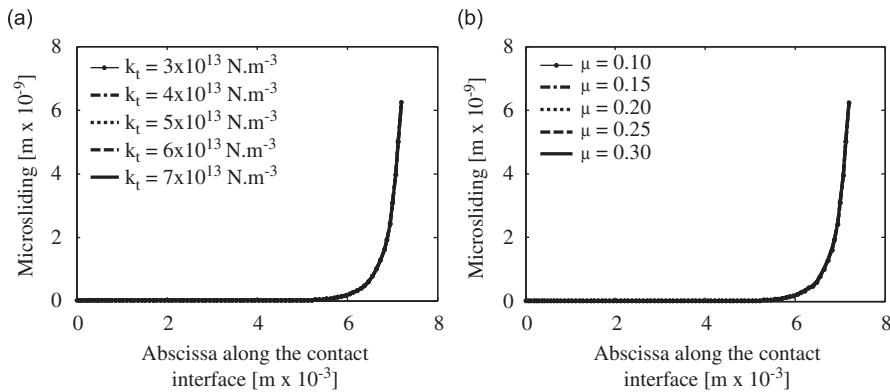 (a)
k_t = 3x10^13 N.m^-3
k_t = 4x10^13 N.m^-3
k_t = 5x10^13 N.m^-3
k_t = 6x10^13 N.m^-3
k_t = 7x10^13 N.m^-3
Microsliding [m x 10^-9]
6
4
2
0
0 2 4 6 8
Abscissa along the contact
interface [m x 10^-3]
(b)
μ = 0.10
μ = 0.15
μ = 0.20
μ = 0.25
μ = 0.30
Microsliding [m x 10^-9]
6
4
2
0
0 2 4 6 8
Abscissa along the contact
interface [m x 10^-3]